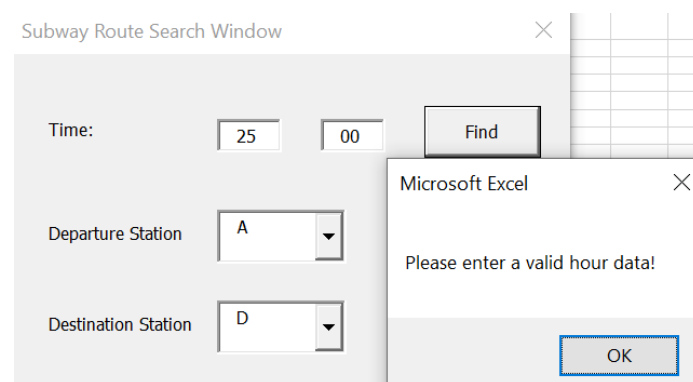 Subway Route Search Window
Time:
25
00
Find
Microsoft Excel
Departure Station
A
Please enter a valid hour data!
Destination Station
D
OK